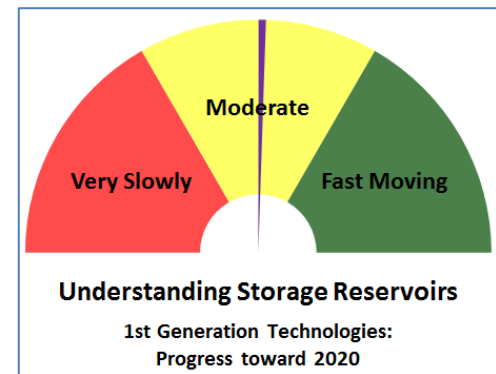 Moderate
Very Slowly
Fast Moving
Understanding Storage Reservoirs
1st Generation Technologies:
Progress toward 2020